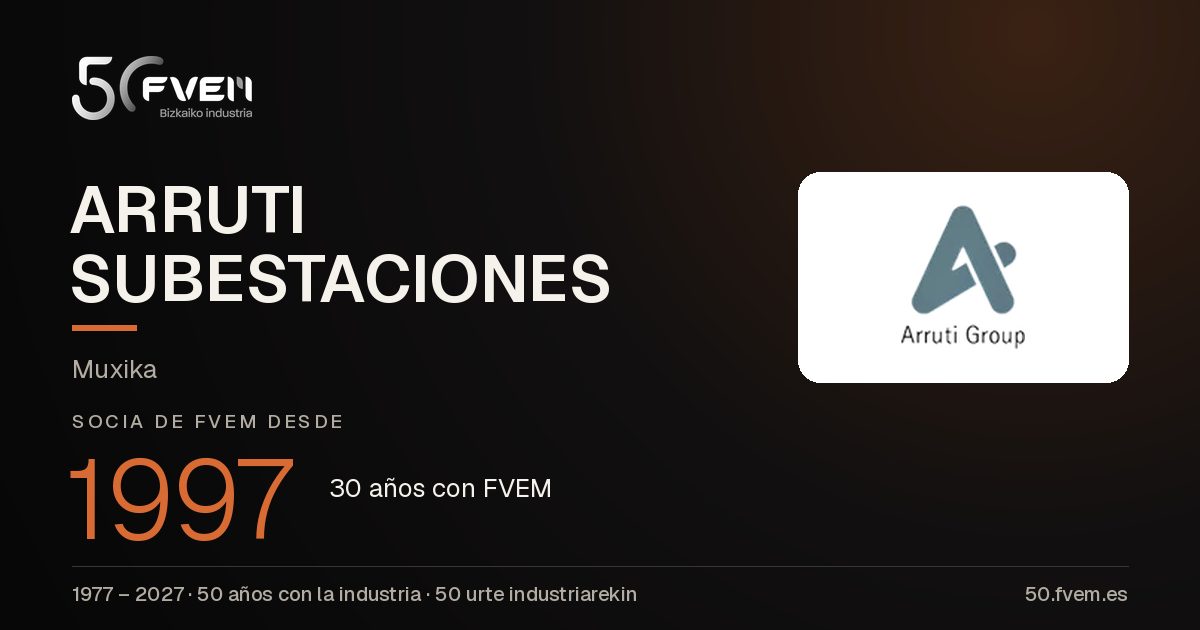 50 FVEM
Bizkaiko industria
ARRUTI
SUBESTACIONES
Arruti Group
Muxika
SOCIA DE FVEM DESDE
1997
30 años con FVEM
1977 – 2027 · 50 años con la industria · 50 urte industriarekin
50.fvem.es